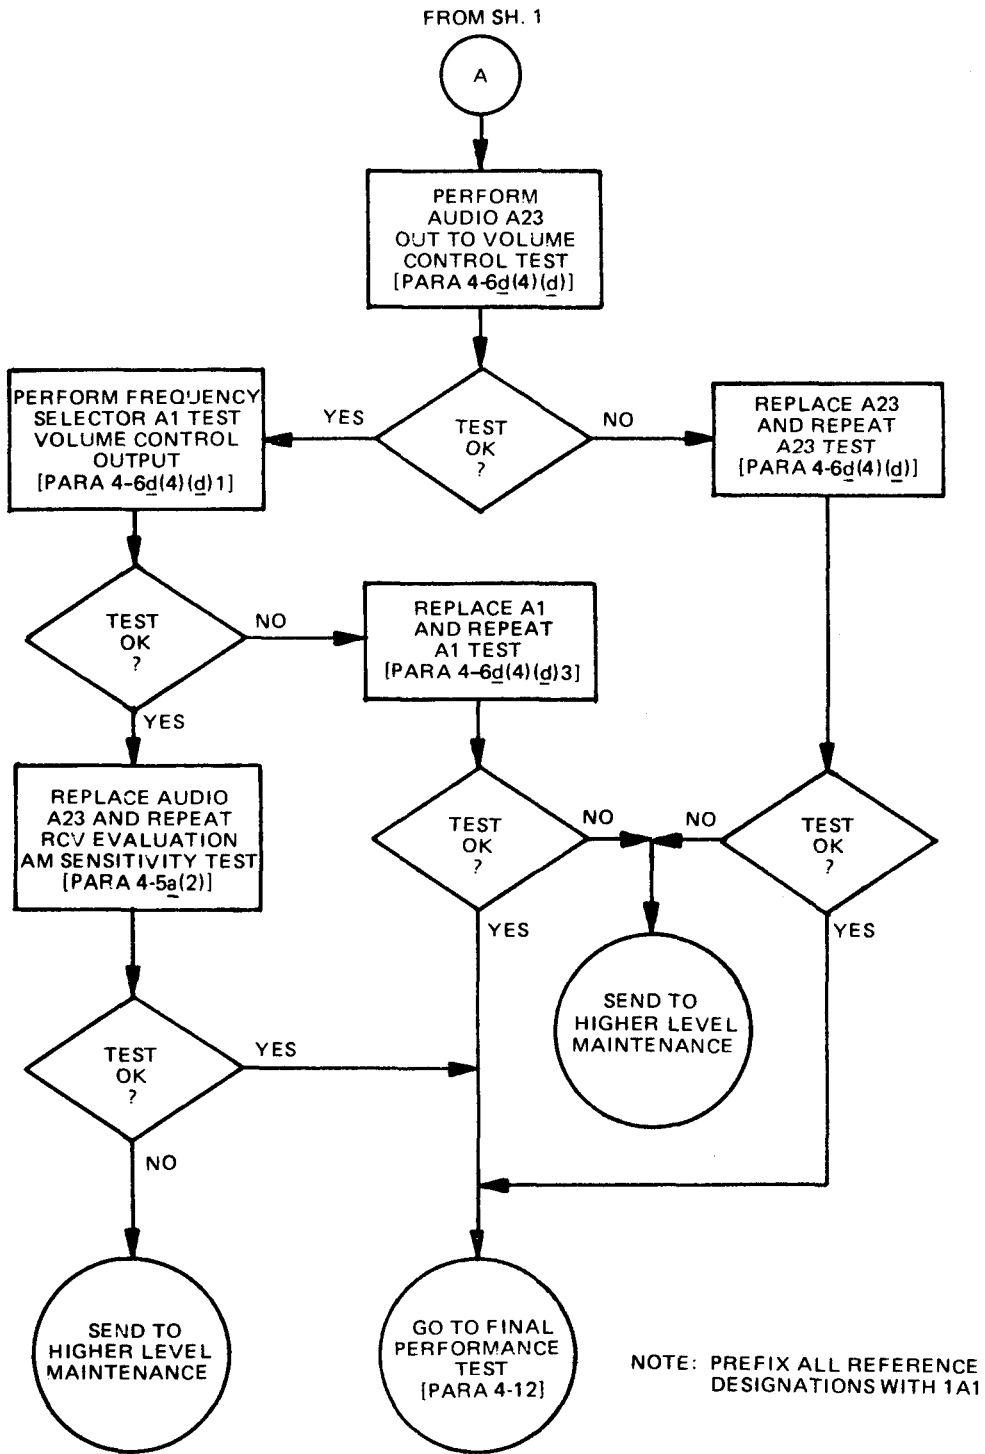 FROM SH. 1
A
PERFORM
AUDIO A23
OUT TO VOLUME
CONTROL TEST
[PARA 4-6d(4)(d)]
TEST
OK
?
YES
NO
PERFORM FREQUENCY
SELECTOR A1 TEST
VOLUME CONTROL
OUTPUT
[PARA 4-6d(4)(d)1]
REPLACE A23
AND REPEAT
A23 TEST
[PARA 4-6d(4)(d)]
TEST
OK
?
NO
YES
REPLACE A1
AND REPEAT
A1 TEST
[PARA 4-6d(4)(d)3]
REPLACE AUDIO
A23 AND REPEAT
RCV EVALUATION
AM SENSITIVITY TEST
[PARA 4-5a(2)]
TEST
OK
?
NO
YES
TEST
OK
?
NO
YES
SEND TO
HIGHER LEVEL
MAINTENANCE
TEST
OK
?
YES
NO
SEND TO
HIGHER LEVEL
MAINTENANCE
GO TO FINAL
PERFORMANCE
TEST
[PARA 4-12]
NOTE: PREFIX ALL REFERENCE
DESIGNATIONS WITH 1A1